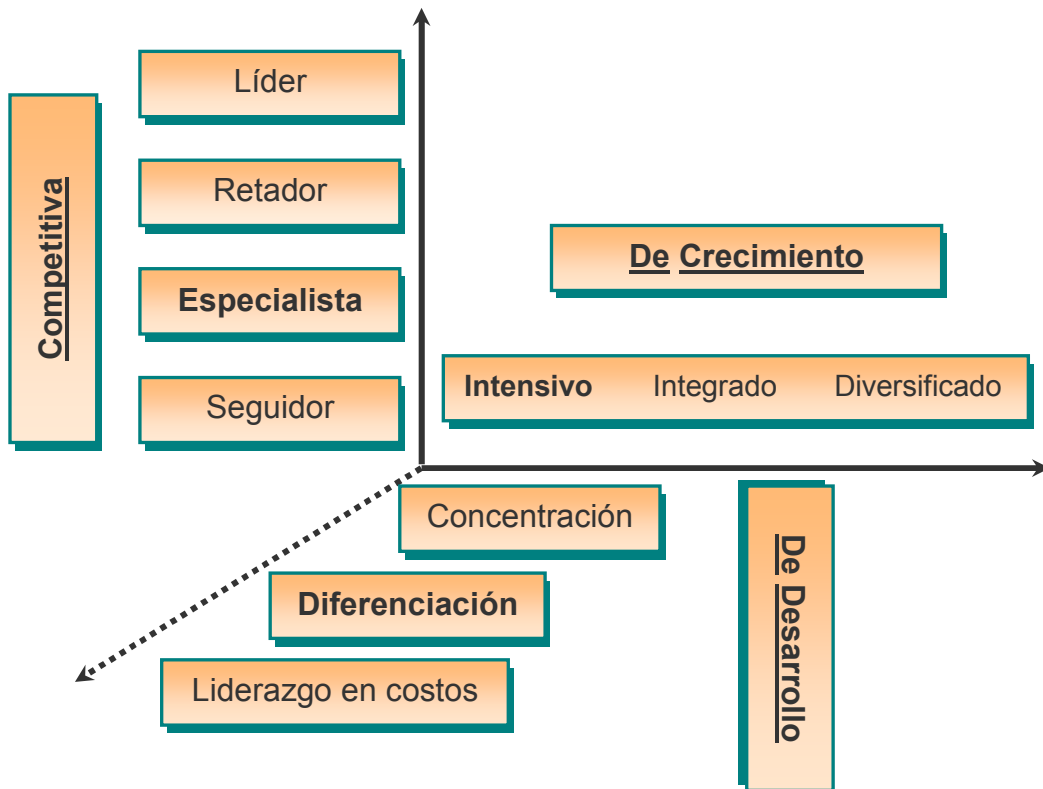 Líder
Competitiva
Retador
De Crecimiento
Especialista
Intensivo Integrado Diversificado
Seguidor
Concentración
De Desarrollo
Diferenciación
Liderazgo en costos